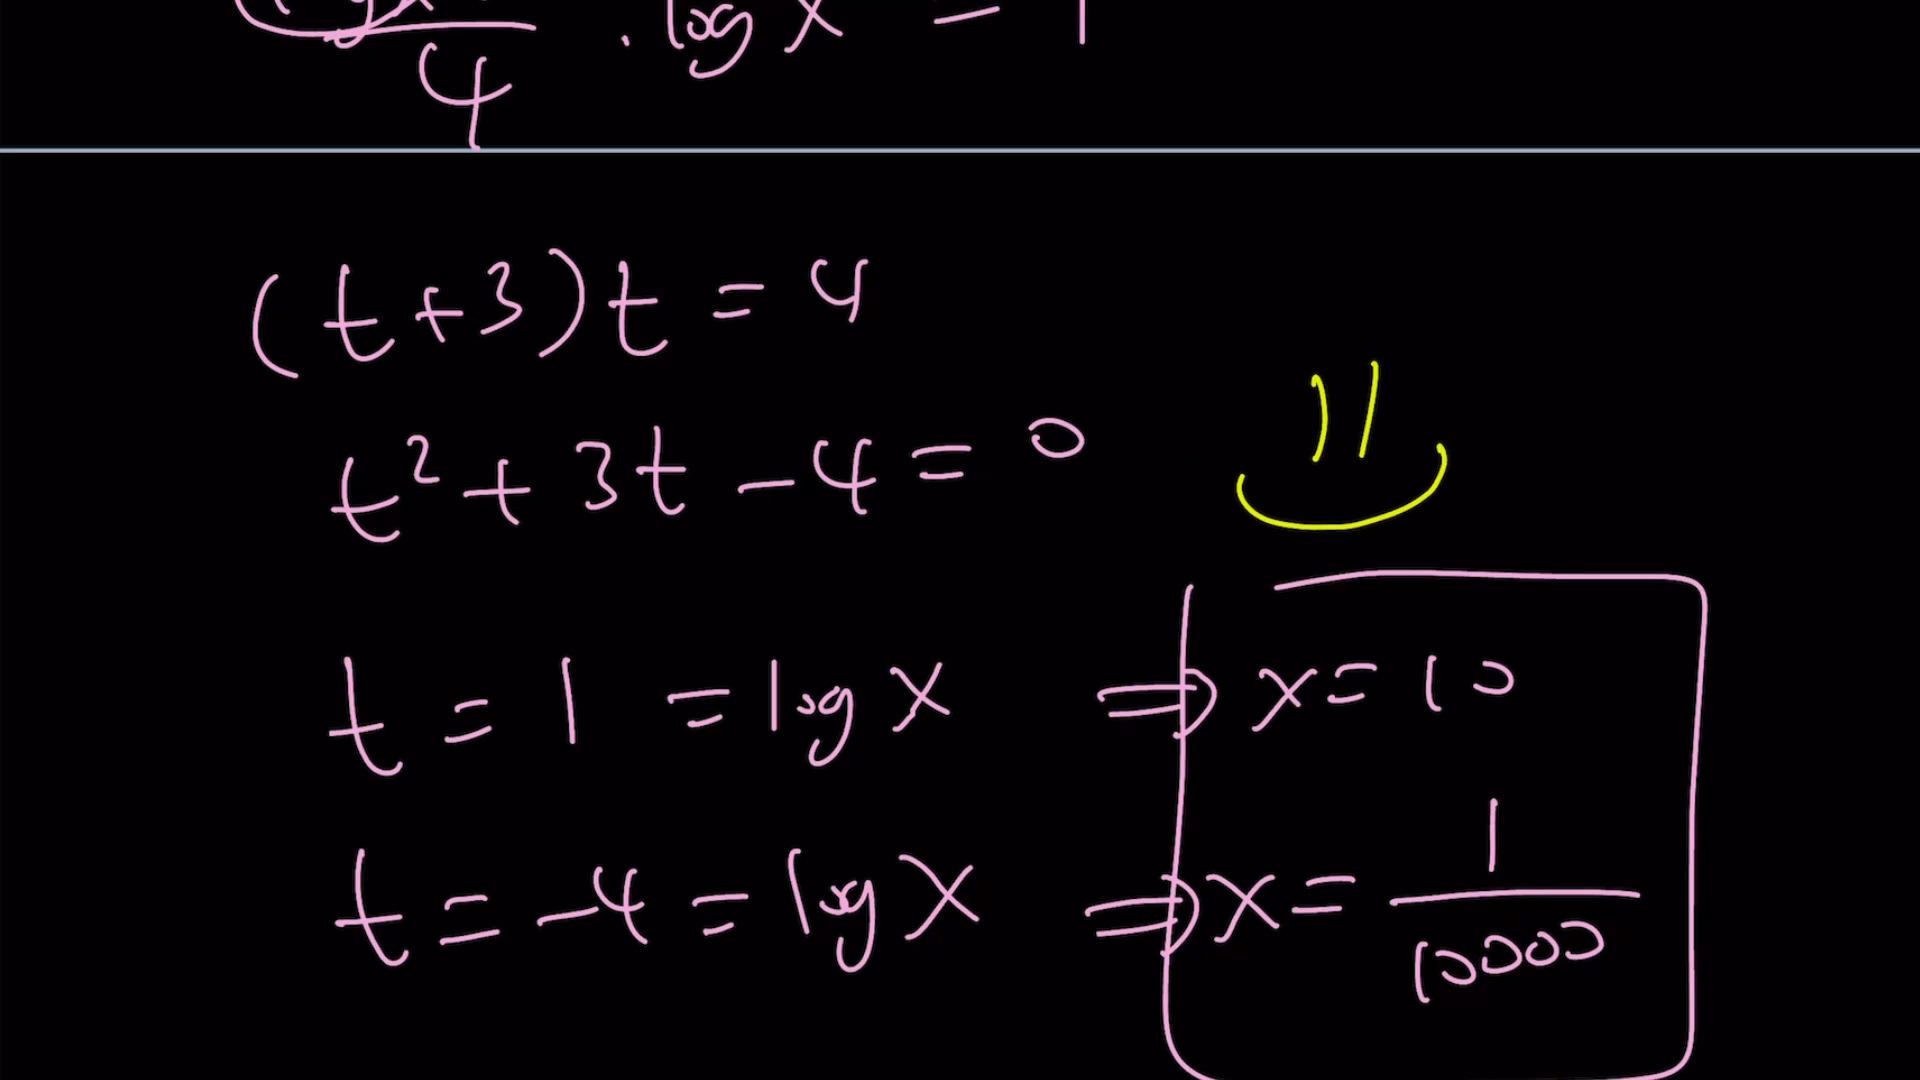 4 . log x = 1
(t+3)t = 4
t² + 3t - 4 = 0
t = 1 = log x ⇒ x = 10
t = -4 = log x ⇒ x = 1/10000